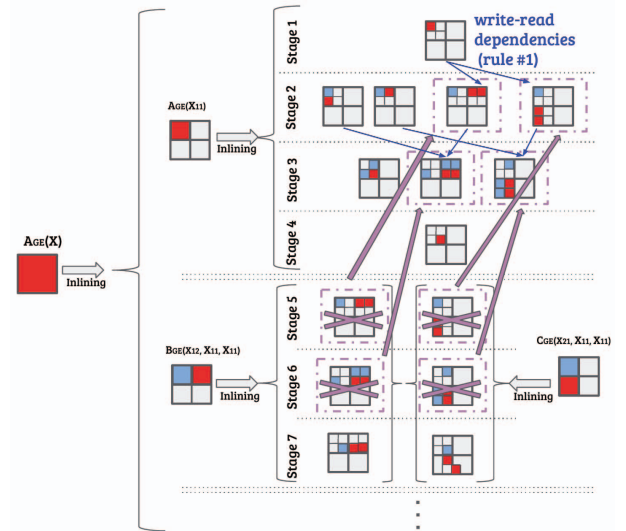 Stage 1
write-read
dependencies
(rule #1)
Stage 2
AGE(X11)
Inlining
Stage 3
Stage 4
AGE(X)
Inlining
Stage 5
BGE(X12, X11, X11)
Inlining
Stage 6
CGE(X21, X11, X11)
Inlining
Stage 7